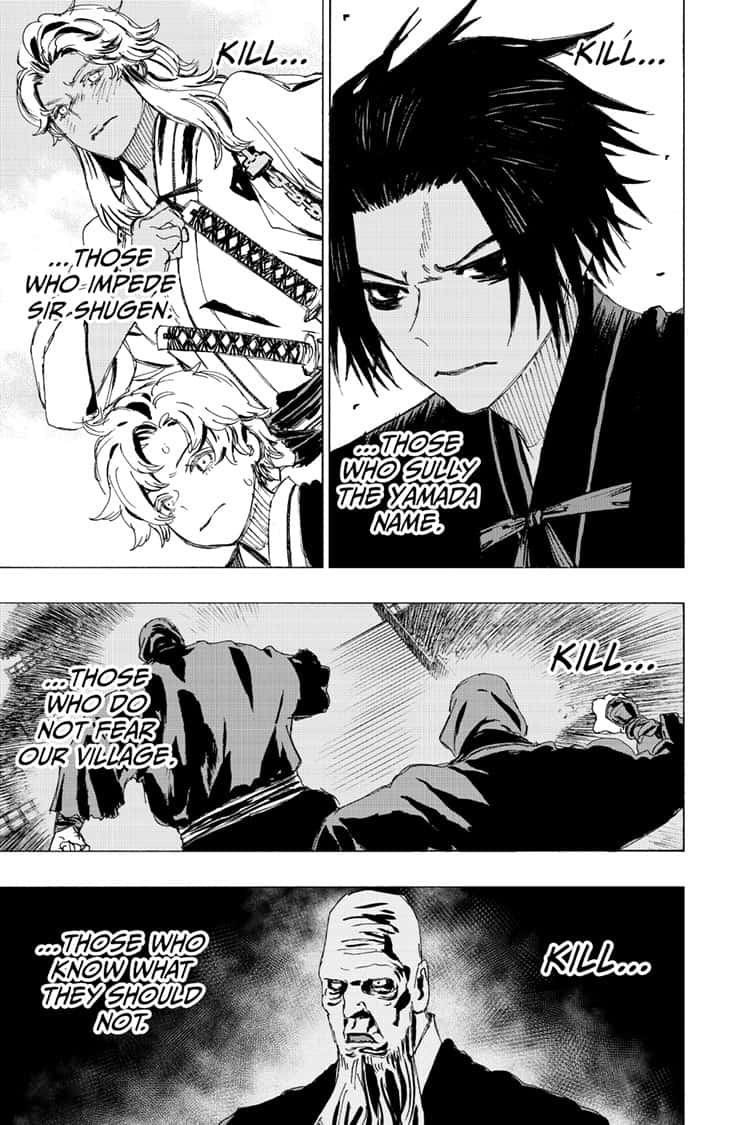 KILL...
...THOSE
WHO SULLY
THE YAMADA
NAME.
KILL...
...THOSE
WHO IMPEDE
SIR SHUGEN.
KILL...
...THOSE
WHO DO
NOT FEAR
OUR VILLAGE.
KILL...
...THOSE WHO
KNOW WHAT
THEY SHOULD
NOT.